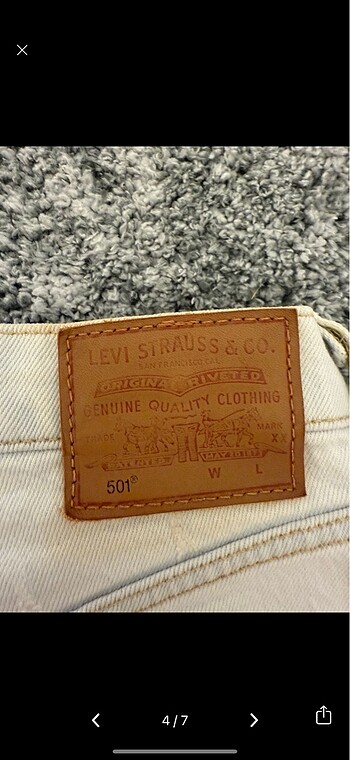 LEVI STRAUSS & CO.
SAN FRANCISCO CAL.
ORIGINAL RIVETED
GENUINE QUALITY CLOTHING
TRADE MARK
XX
PATENTED MAY 20 1873
501® W L
4/7